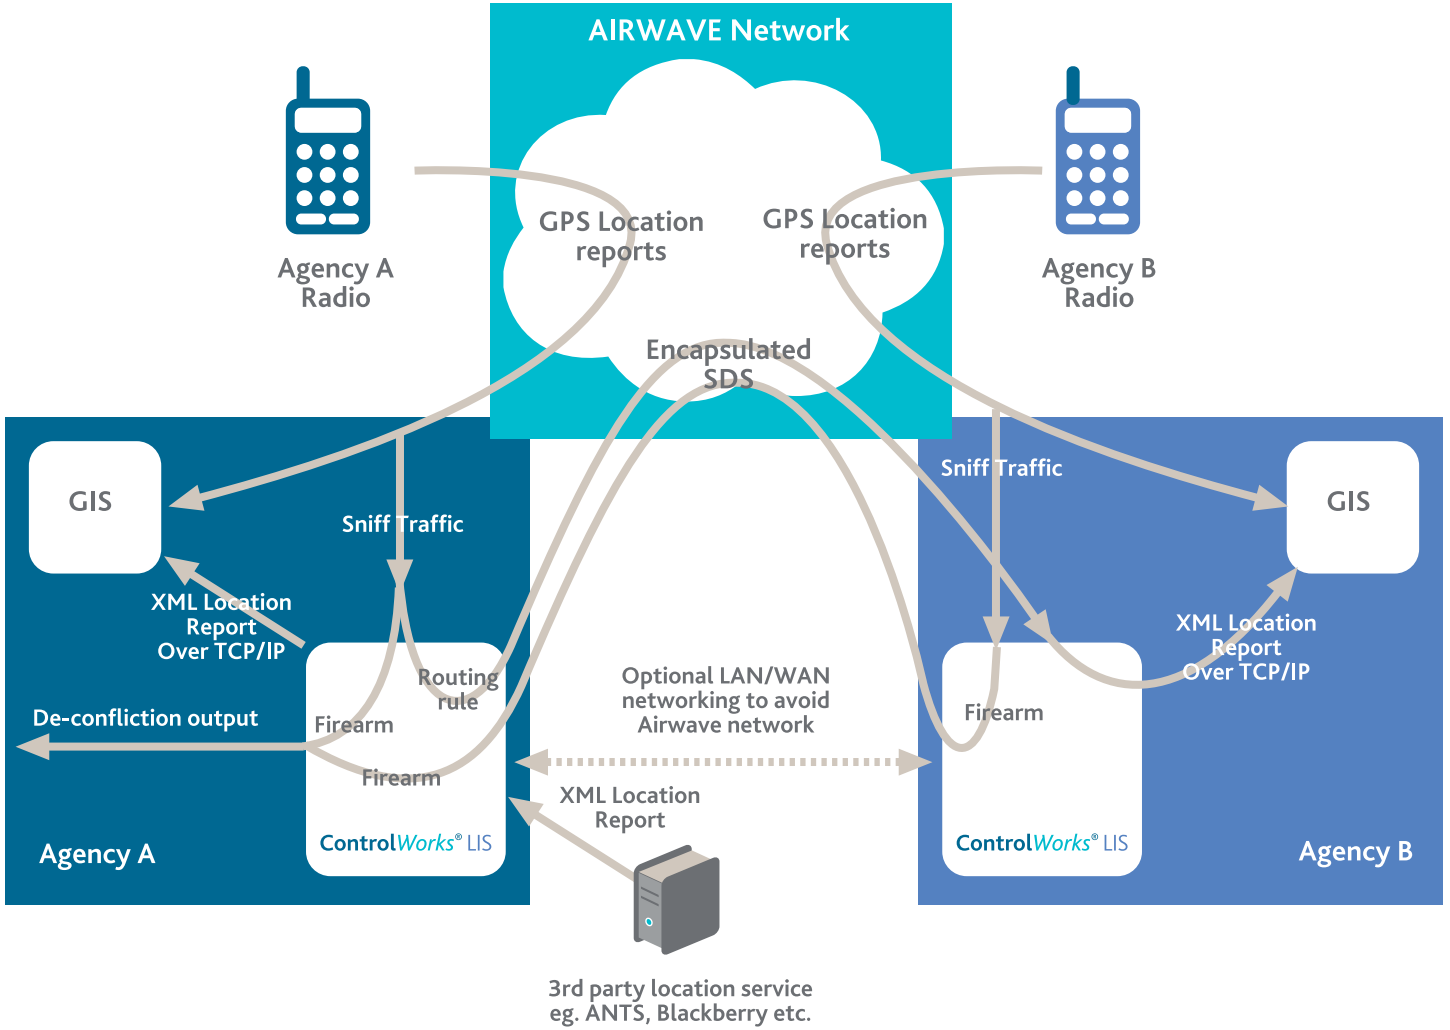 AIRWAVE Network
Agency A
Radio
GPS Location
reports
GPS Location
reports
Agency B
Radio
Encapsulated
SDS
GIS
Sniff Traffic
XML Location
Report
Over TCP/IP
De-confliction output
Routing
rule
Firearm
Firearm
ControlWorks® LIS
Agency A
Optional LAN/WAN
networking to avoid
Airwave network
XML Location
Report
3rd party location service
eg. ANTS, Blackberry etc.
Sniff Traffic
GIS
XML Location
Report
Over TCP/IP
Firearm
ControlWorks® LIS
Agency B